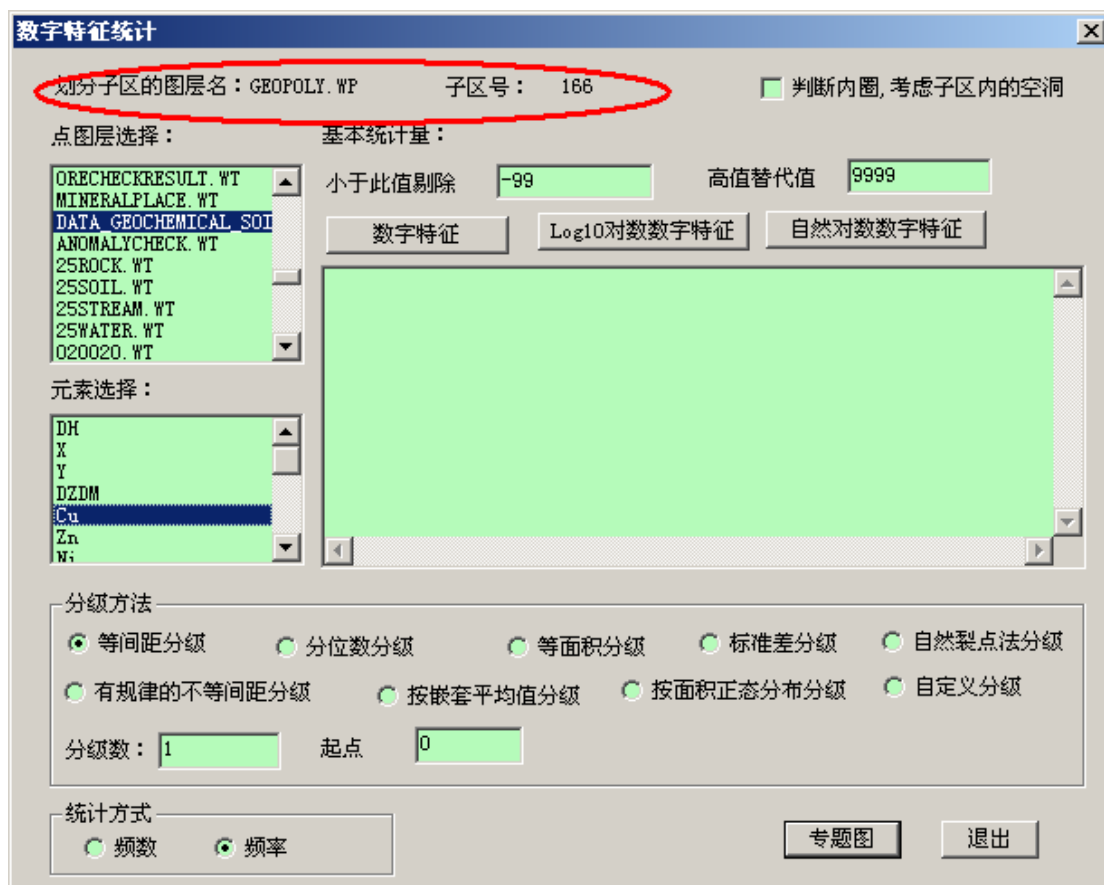 数字特征统计
划分子区的图层名：GEOPOLY.WP 子区号： 166
判断内圈,考虑子区内的空洞
点图层选择：
基本统计量：
ORECHECKRESULT.WT
MINERALPLACE.WT
DATA_GEOCHEMICAL_SOI
ANOMALYCHECK.WT
25ROCK.WT
25SOIL.WT
25STREAM.WT
25WATER.WT
020020.WT
小于此值剔除 -99
高值替代值 9999
数字特征
Log10对数数字特征
自然对数数字特征
元素选择：
DH
X
Y
DZDM
Cu
Zn
Ni
分级方法
等间距分级 分位数分级 等面积分级 标准差分级 自然裂点法分级
有规律的不等间距分级 按嵌套平均值分级 按面积正态分布分级 自定义分级
分级数： 1 起点 0
统计方式
频数 频率
专题图 退出